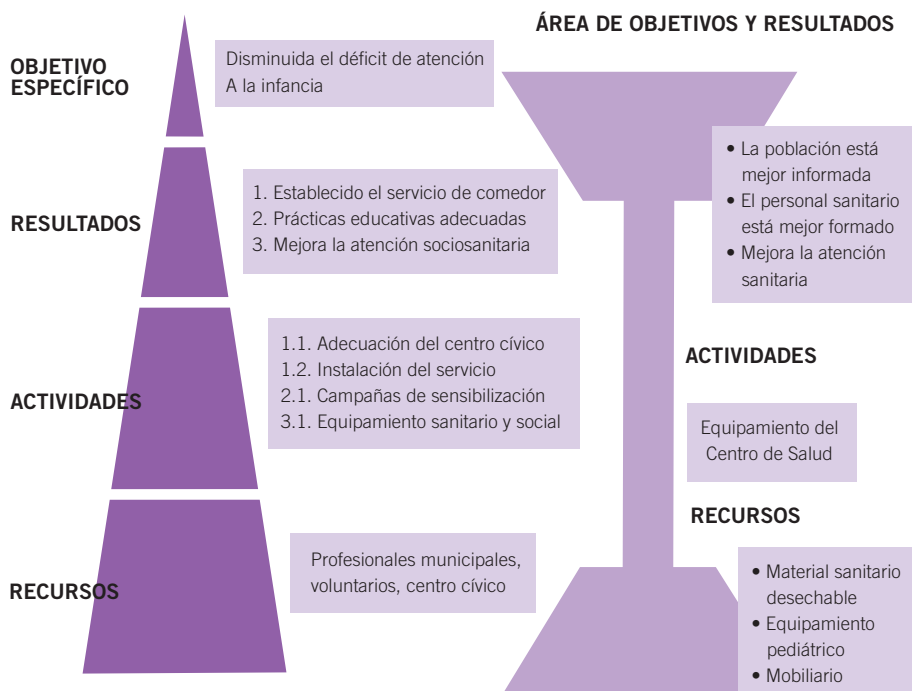 OBJETIVO
ESPECÍFICO
Disminuida el déficit de atención
A la infancia
RESULTADOS
1. Establecido el servicio de comedor
2. Prácticas educativas adecuadas
3. Mejora la atención sociosanitaria
ACTIVIDADES
1.1. Adecuación del centro cívico
1.2. Instalación del servicio
2.1. Campañas de sensibilización
3.1. Equipamiento sanitario y social
RECURSOS
Profesionales municipales,
voluntarios, centro cívico
ÁREA DE OBJETIVOS Y RESULTADOS
• La población está
mejor informada
• El personal sanitario
está mejor formado
• Mejora la atención
sanitaria
ACTIVIDADES
Equipamiento del
Centro de Salud
RECURSOS
• Material sanitario
desechable
• Equipamiento
pediátrico
• Mobiliario